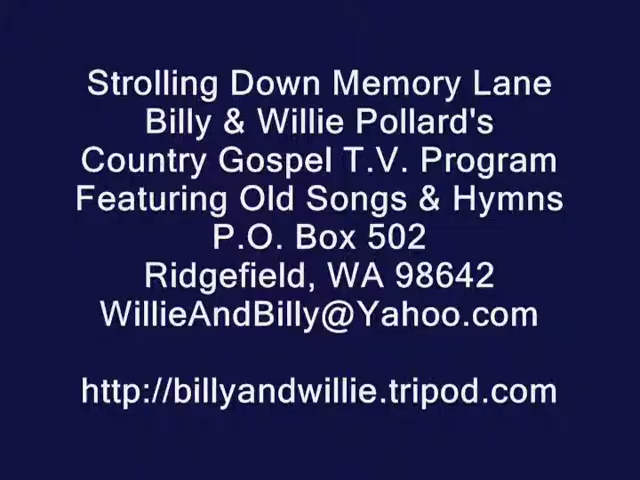 Strolling Down Memory Lane
Billy & Willie Pollard's
Country Gospel T.V. Program
Featuring Old Songs & Hymns
P.O. Box 502
Ridgefield, WA 98642
WillieAndBilly@Yahoo.com
http://billyandwillie.tripod.com